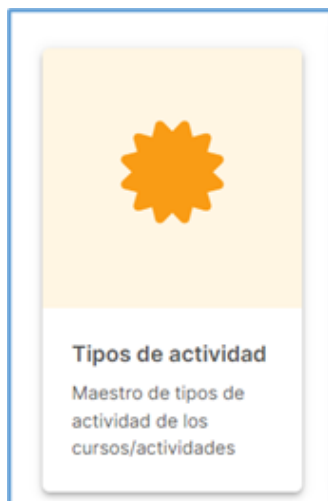 Tipos de actividad
Maestro de tipos de
actividad de los
cursos/actividades